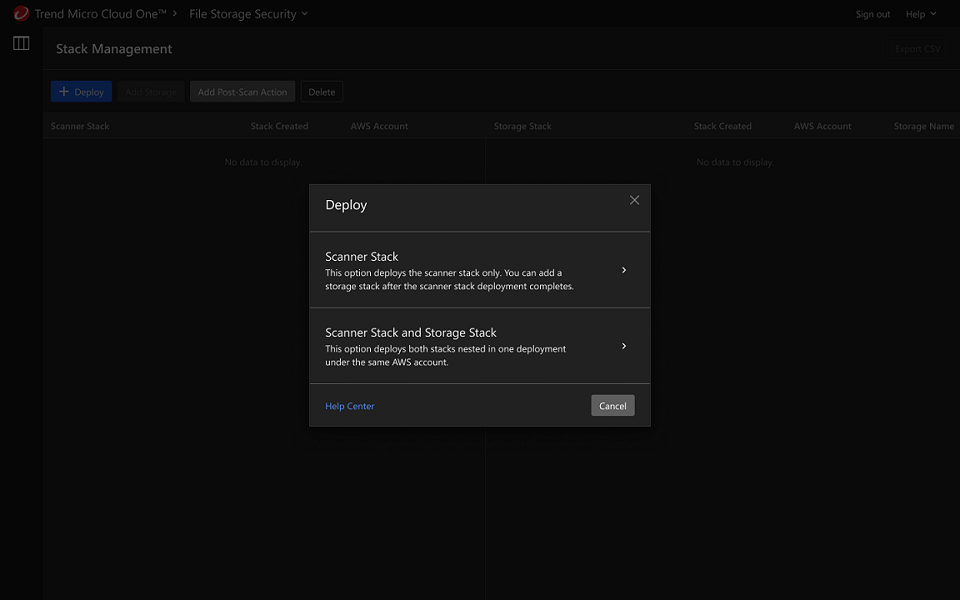 Trend Micro Cloud One™ > File Storage Security
Sign out Help
Stack Management
Export CSV
+ Deploy Add Storage Add Post-Scan Action Delete
Scanner Stack Stack Created AWS Account Storage Stack Stack Created AWS Account Storage Name
No data to display. No data to display.
Deploy
Scanner Stack
This option deploys the scanner stack only. You can add a
storage stack after the scanner stack deployment completes.
Scanner Stack and Storage Stack
This option deploys both stacks nested in one deployment
under the same AWS account.
Help Center
Cancel